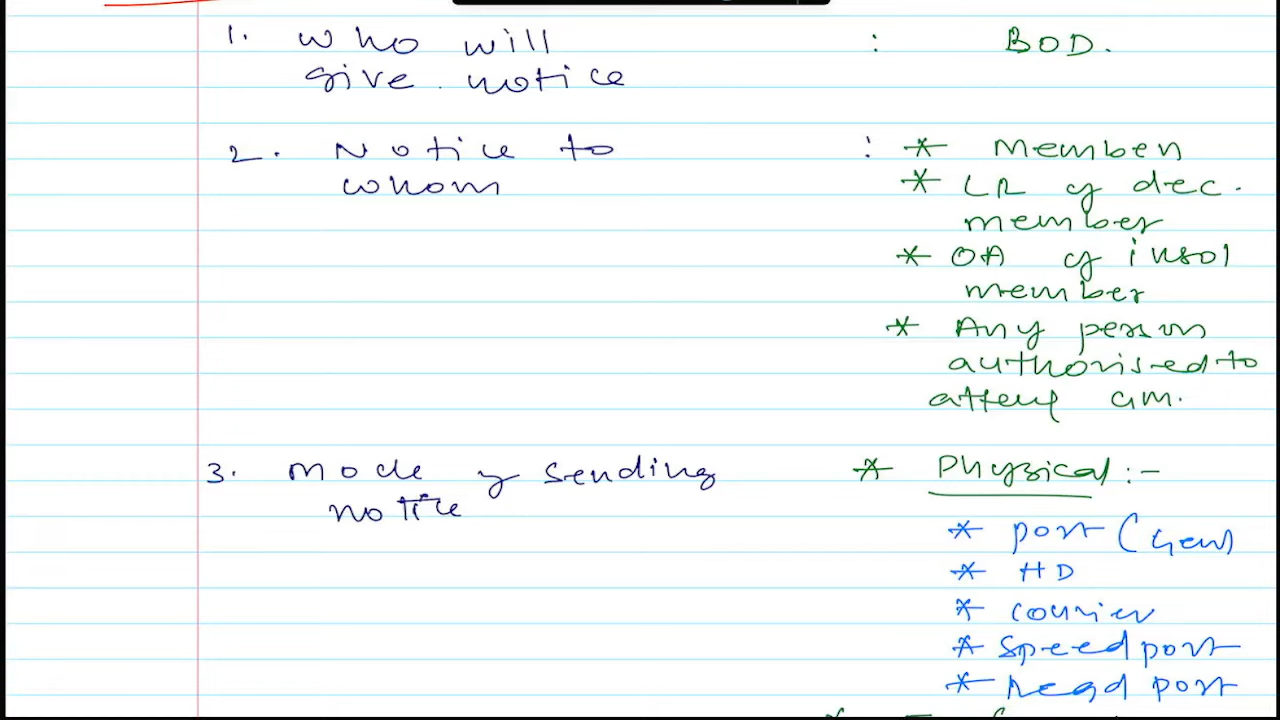 1. who will : BOD.
give notice
2. Notice to : * Member
whom * LR of dec.
member
* OA of insol
member
* Any person
authorised to
attend GM.
3. Mode of sending * Physical :-
notice
* post (Gen)
* HD
* courier
* speed post
* Regd post